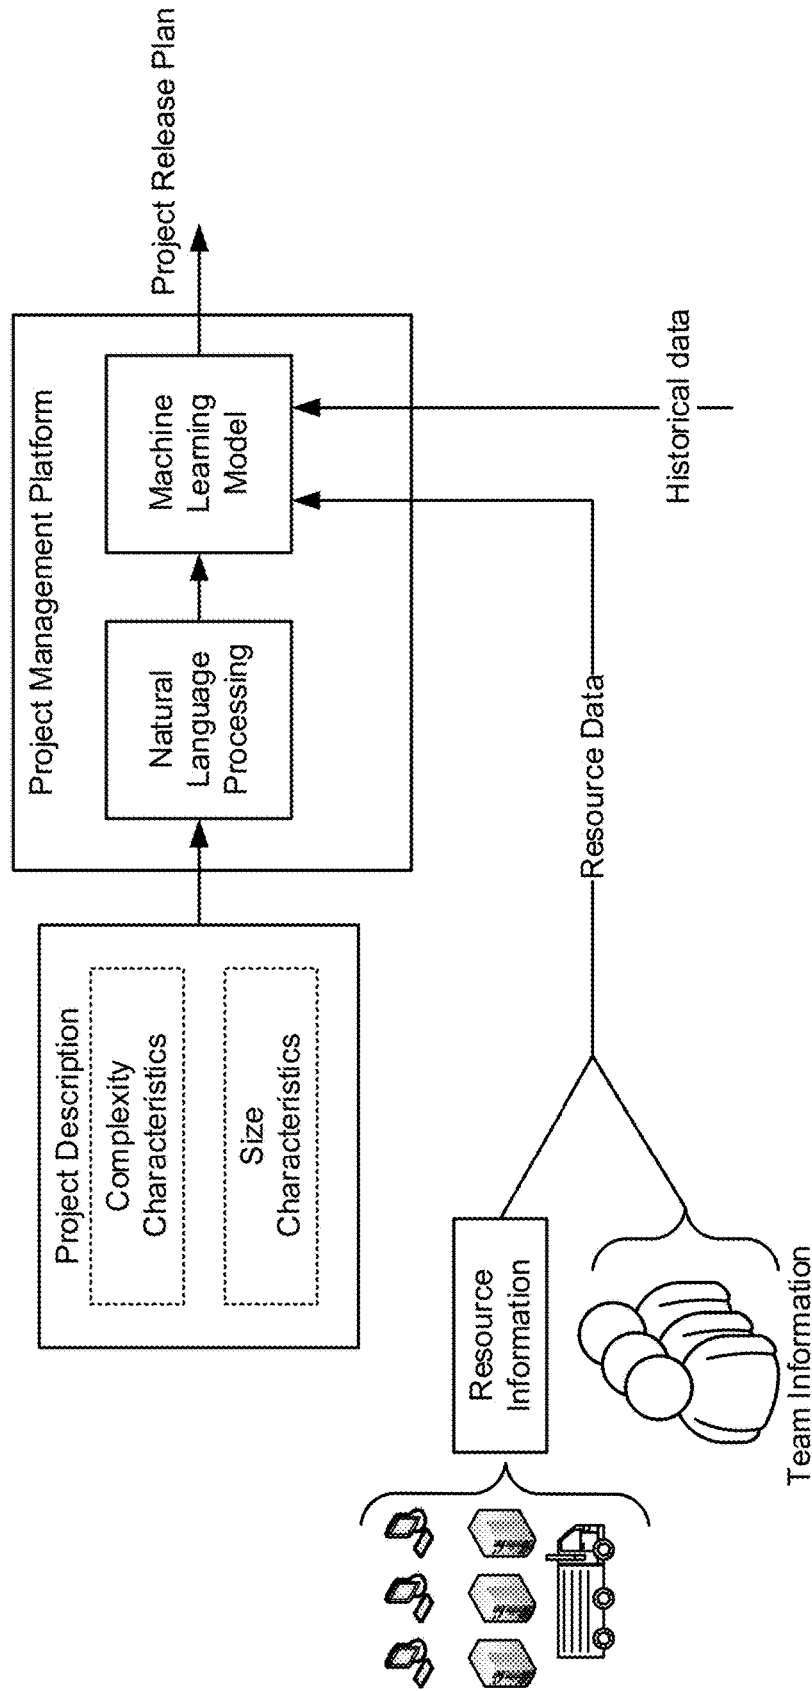 Project Description
Complexity
Characteristics
Size
Characteristics
Project Management Platform
Natural
Language
Processing
Machine
Learning
Model
Project Release Plan
Resource
Information
Team Information
Resource Data
Historical data